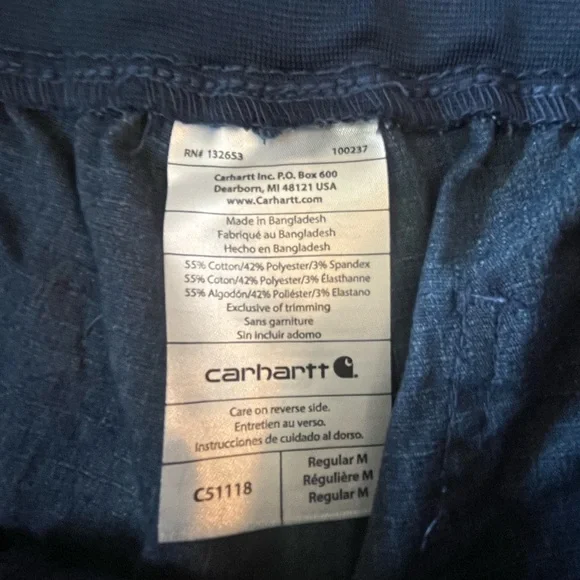 RN# 132653 100237
Carhartt Inc. P.O. Box 600
Dearborn, MI 48121 USA
www.Carhartt.com
Made in Bangladesh
Fabriqué au Bangladesh
Hecho en Bangladesh
55% Cotton/42% Polyester/3% Spandex
55% Coton/42% Polyester/3% Élasthanne
55% Algodón/42% Poliéster/3% Elastano
Exclusive of trimming
Sans garniture
Sin incluir adorno
carhartt
Care on reverse side.
Entretien au verso.
Instrucciones de cuidado al dorso.
C51118
Regular M
Régulière M
Regular M